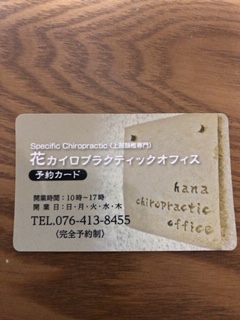 Specific Chiropractic（上部頸椎専門）
花カイロプラクティックオフィス
予約カード
開業時間：10時～17時
開業日：日・月・火・水・木
TEL.076-413-8455
（完全予約制）
hana
chiropractic
office